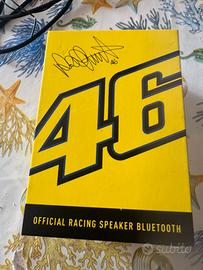 46
OFFICIAL RACING SPEAKER BLUETOOTH
subito